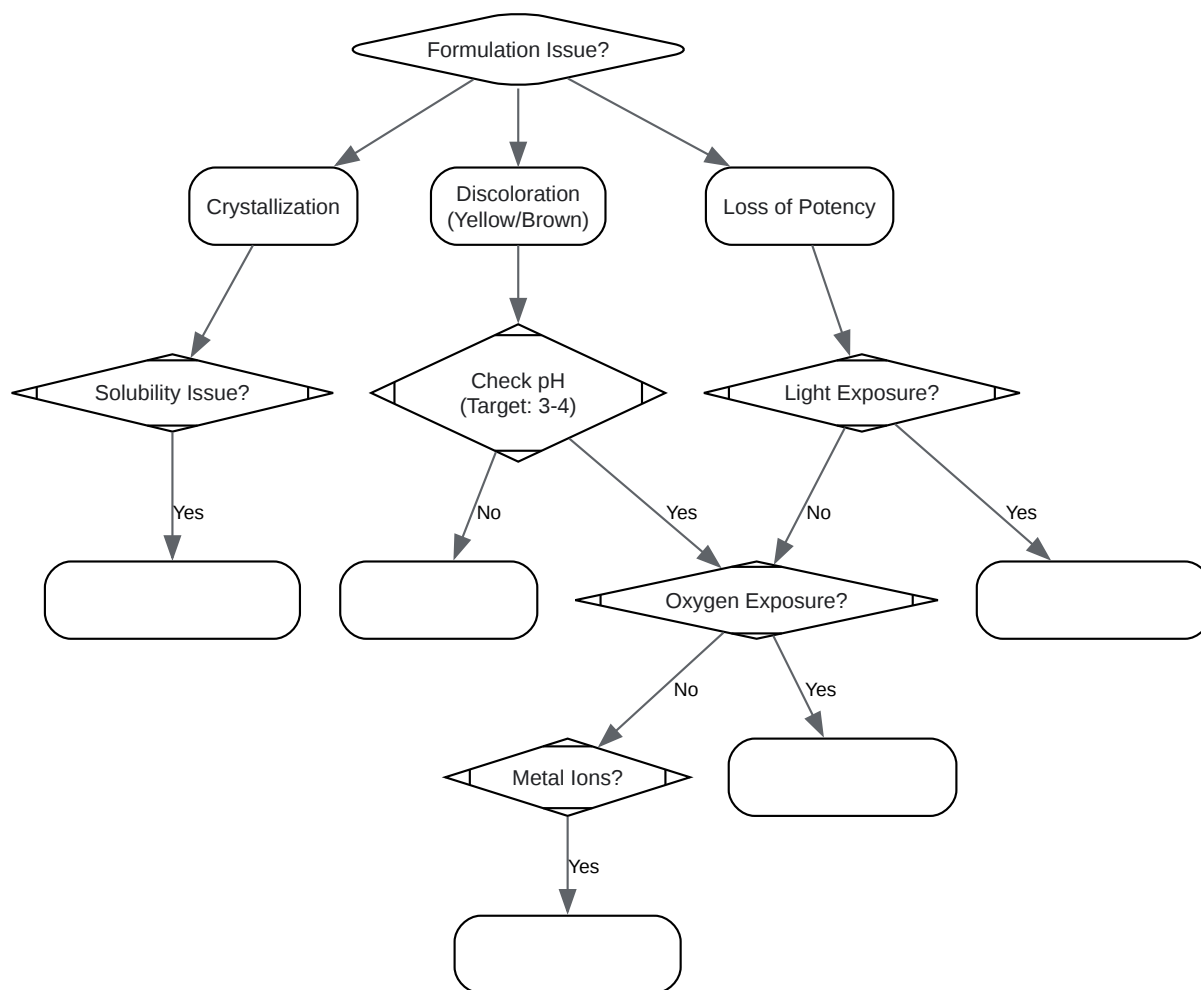 Formulation Issue?
Crystallization
Discoloration
(Yellow/Brown)
Loss of Potency
Solubility Issue?
Check pH
(Target: 3-4)
Light Exposure?
Yes
No
Yes
No
Yes
Oxygen Exposure?
No
Yes
Metal Ions?
Yes